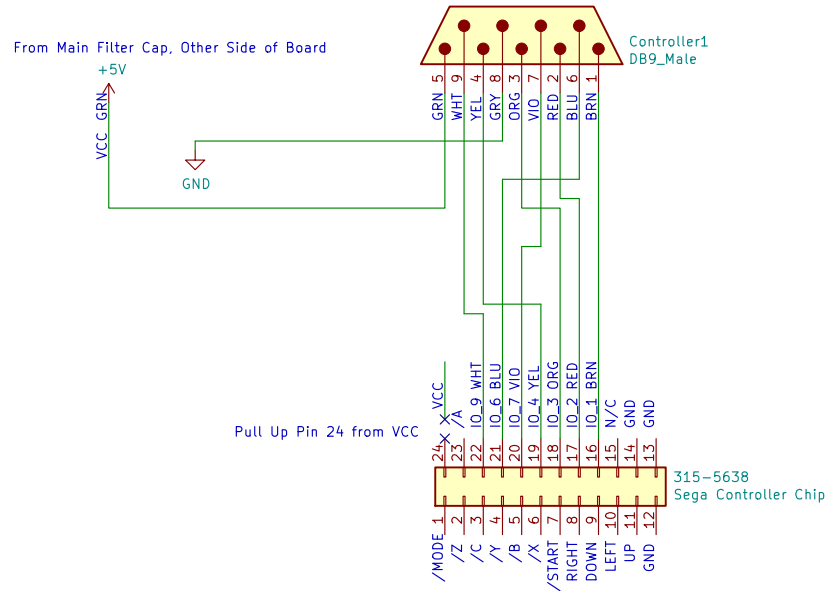 Controller1
DB9_Male
From Main Filter Cap, Other Side of Board
+5V
5 9 4 8 3 7 2 6 1
GRN WHT YEL GRY ORG VIO RED BLU BRN
VCC GRN
GND
VCC /A IO_9 WHT IO_6 BLU IO_7 VIO IO_4 YEL IO_3 ORG IO_2 RED IO_1 BRN N/C GND GND
Pull Up Pin 24 from VCC
24 23 22 21 20 19 18 17 16 15 14 13
315-5638
Sega Controller Chip
1 2 3 4 5 6 7 8 9 10 11 12
/MODE /Z /C /Y /B /X /START RIGHT DOWN LEFT UP GND